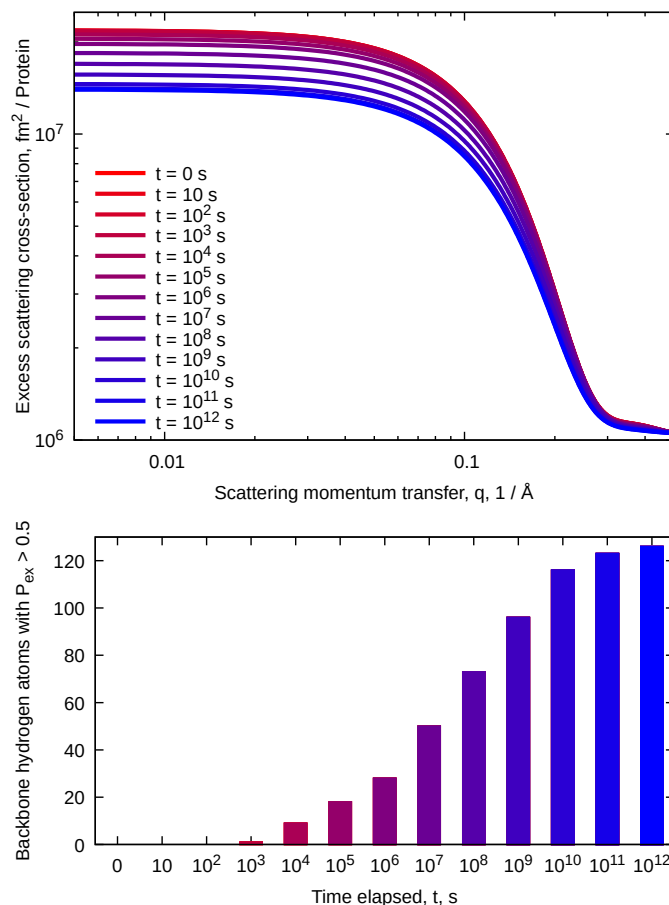 Excess scattering cross-section, fm² / Protein
10⁷
10⁶
t = 0 s
t = 10 s
t = 10² s
t = 10³ s
t = 10⁴ s
t = 10⁵ s
t = 10⁶ s
t = 10⁷ s
t = 10⁸ s
t = 10⁹ s
t = 10¹⁰ s
t = 10¹¹ s
t = 10¹² s
0.01 0.1
Scattering momentum transfer, q, 1 / Å
Backbone hydrogen atoms with P_ex > 0.5
120
100
80
60
40
20
0
0 10 10² 10³ 10⁴ 10⁵ 10⁶ 10⁷ 10⁸ 10⁹ 10¹⁰ 10¹¹ 10¹²
Time elapsed, t, s